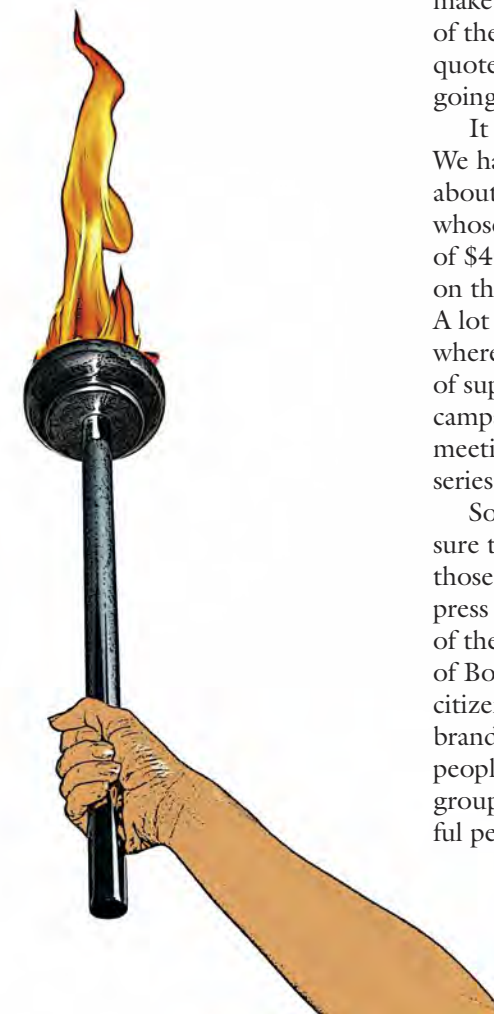 make
of the
quote
going
It
We ha
about
whose
of $4
on th
A lot
where
of sup
camp
meeti
series
So
sure t
those
press
of the
of Bo
citize
brand
peopl
group
ful pe